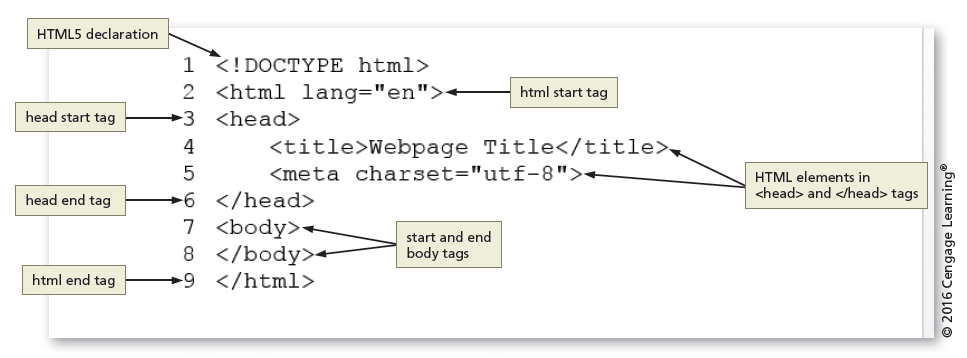 HTML5 declaration
1 <!DOCTYPE html>
2 <html lang="en">
html start tag
head start tag
3 <head>
4 <title>Webpage Title</title>
5 <meta charset="utf-8">
HTML elements in
<head> and </head> tags
head end tag
6 </head>
7 <body>
start and end
body tags
8 </body>
html end tag
9 </html>
© 2016 Cengage Learning®